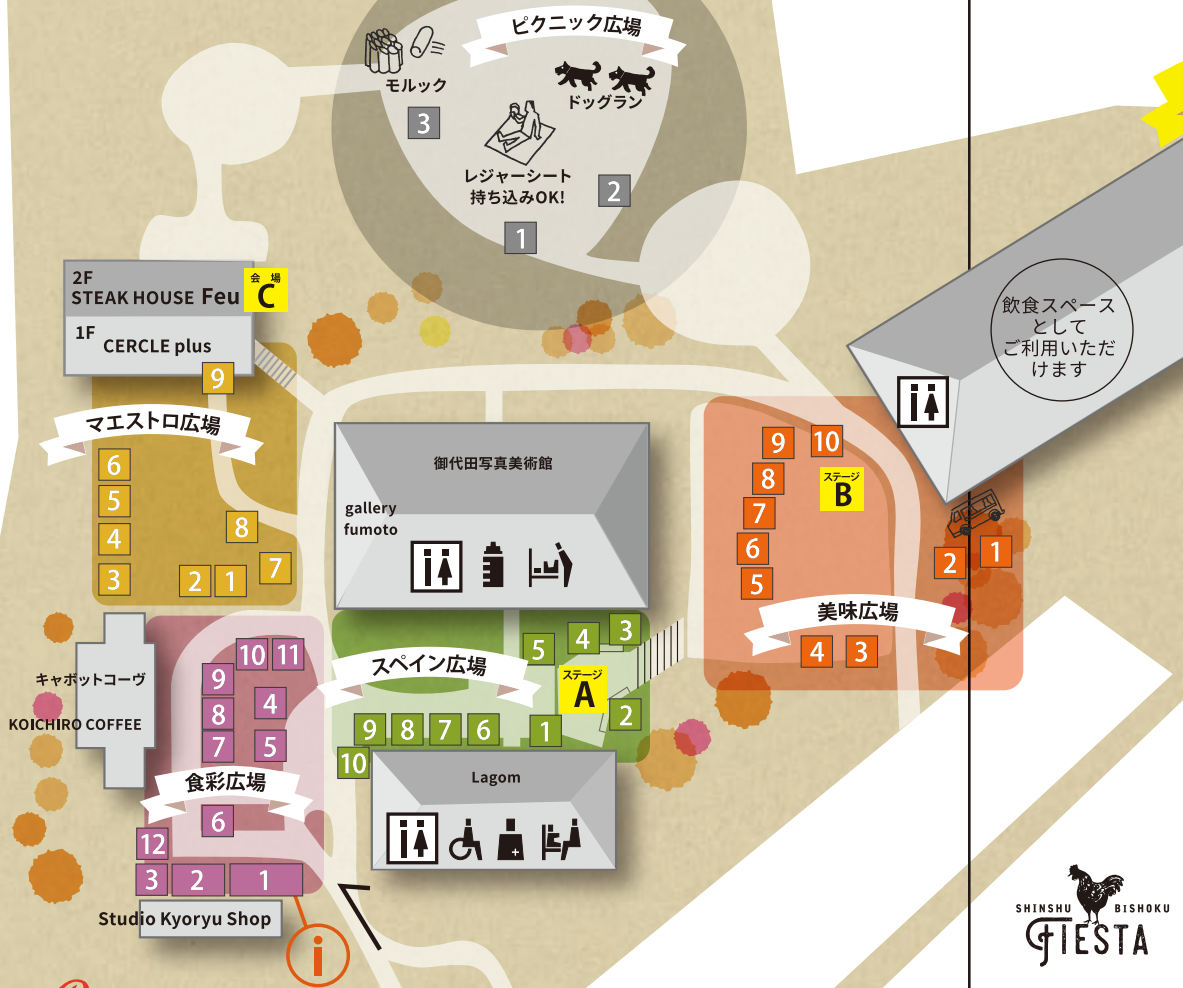 ピクニック広場
モルック
3
ドッグラン
レジャーシート
持ち込みOK!
2
1
2F
STEAK HOUSE Feu
会場
C
1F
CERCLE plus
9
マエストロ広場
6
5
4
3
8
7
2
1
飲食スペース
として
ご利用いただ
けます
御代田写真美術館
gallery
fumoto
9
10
8
ステージ
B
7
6
5
2
1
美味広場
4
3
スペイン広場
5
4
3
ステージ
A
2
1
9
8
7
6
10
Lagom
キャボットコーヴ
KOICHIRO COFFEE
10
11
9
4
8
7
5
食彩広場
6
12
3
2
1
Studio Kyoryu Shop
i
SHINSHU BISHOKU
FIESTA